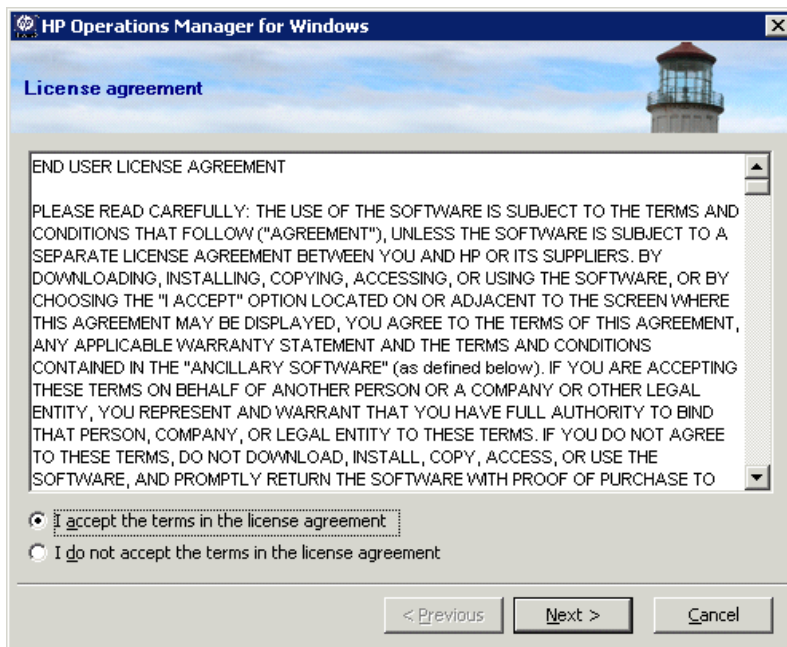 HP Operations Manager for Windows
License agreement
END USER LICENSE AGREEMENT
PLEASE READ CAREFULLY: THE USE OF THE SOFTWARE IS SUBJECT TO THE TERMS AND
CONDITIONS THAT FOLLOW ("AGREEMENT"), UNLESS THE SOFTWARE IS SUBJECT TO A
SEPARATE LICENSE AGREEMENT BETWEEN YOU AND HP OR ITS SUPPLIERS. BY
DOWNLOADING, INSTALLING, COPYING, ACCESSING, OR USING THE SOFTWARE, OR BY
CHOOSING THE "I ACCEPT" OPTION LOCATED ON OR ADJACENT TO THE SCREEN WHERE
THIS AGREEMENT MAY BE DISPLAYED, YOU AGREE TO THE TERMS OF THIS AGREEMENT,
ANY APPLICABLE WARRANTY STATEMENT AND THE TERMS AND CONDITIONS
CONTAINED IN THE "ANCILLARY SOFTWARE" (as defined below). IF YOU ARE ACCEPTING
THESE TERMS ON BEHALF OF ANOTHER PERSON OR A COMPANY OR OTHER LEGAL
ENTITY, YOU REPRESENT AND WARRANT THAT YOU HAVE FULL AUTHORITY TO BIND
THAT PERSON, COMPANY, OR LEGAL ENTITY TO THESE TERMS. IF YOU DO NOT AGREE
TO THESE TERMS, DO NOT DOWNLOAD, INSTALL, COPY, ACCESS, OR USE THE
SOFTWARE, AND PROMPTLY RETURN THE SOFTWARE WITH PROOF OF PURCHASE TO
I accept the terms in the license agreement
I do not accept the terms in the license agreement
< Previous Next > Cancel